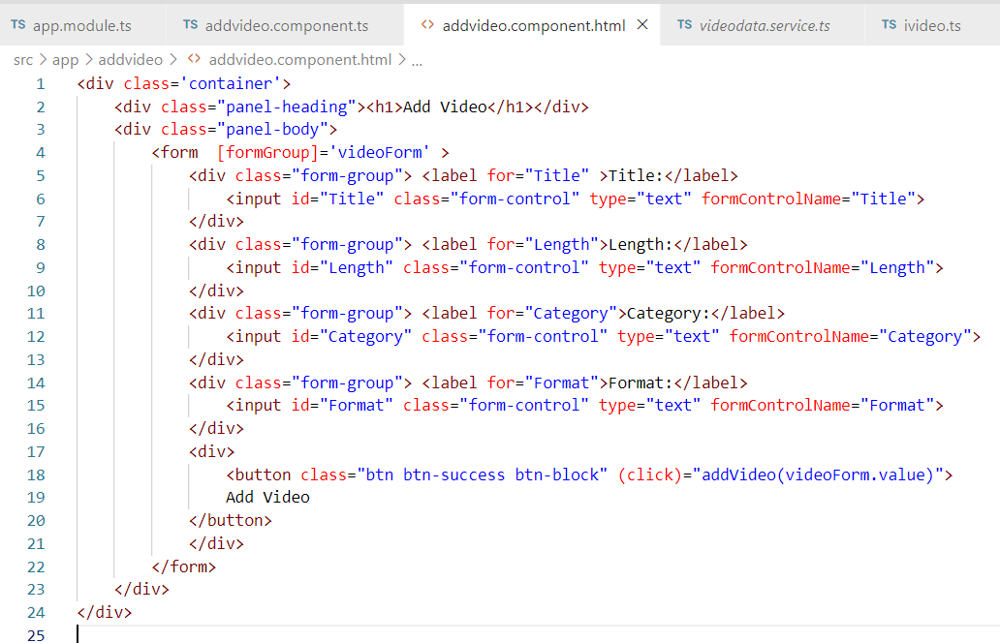 TS app.module.ts TS addvideo.component.ts <> addvideo.component.html × TS videodata.service.ts TS ivideo.ts
src > app > addvideo > <> addvideo.component.html > ...
1 <div class='container'>
2 <div class="panel-heading"><h1>Add Video</h1></div>
3 <div class="panel-body">
4 <form  [formGroup]='videoForm' >
5 <div class="form-group"> <label for="Title" >Title:</label>
6 <input id="Title" class="form-control" type="text" formControlName="Title">
7 </div>
8 <div class="form-group"> <label for="Length">Length:</label>
9 <input id="Length" class="form-control" type="text" formControlName="Length">
10 </div>
11 <div class="form-group"> <label for="Category">Category:</label>
12 <input id="Category" class="form-control" type="text" formControlName="Category">
13 </div>
14 <div class="form-group"> <label for="Format">Format:</label>
15 <input id="Format" class="form-control" type="text" formControlName="Format">
16 </div>
17 <div>
18 <button class="btn btn-success btn-block" (click)="addVideo(videoForm.value)">
19 Add Video
20 </button>
21 </div>
22 </form>
23 </div>
24 </div>
25